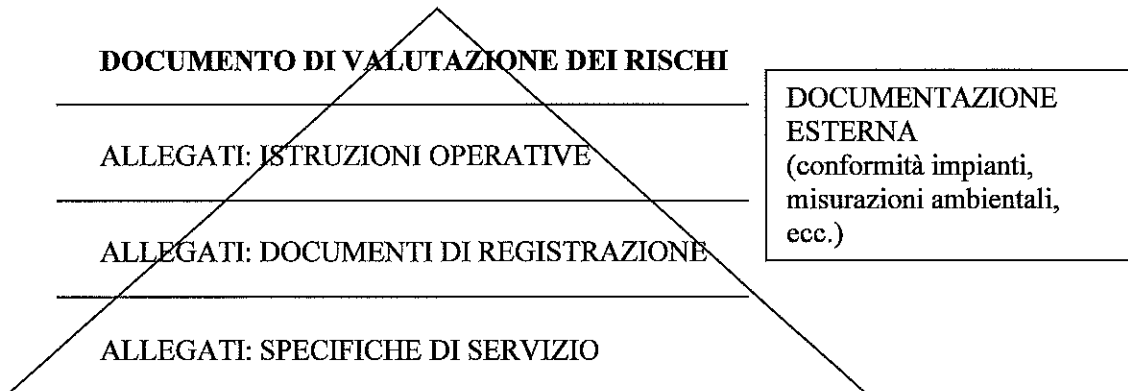 DOCUMENTO DI VALUTAZIONE DEI RISCHI
ALLEGATI: ISTRUZIONI OPERATIVE
ALLEGATI: DOCUMENTI DI REGISTRAZIONE
ALLEGATI: SPECIFICHE DI SERVIZIO
DOCUMENTAZIONE
ESTERNA
(conformità impianti,
misurazioni ambientali,
ecc.)